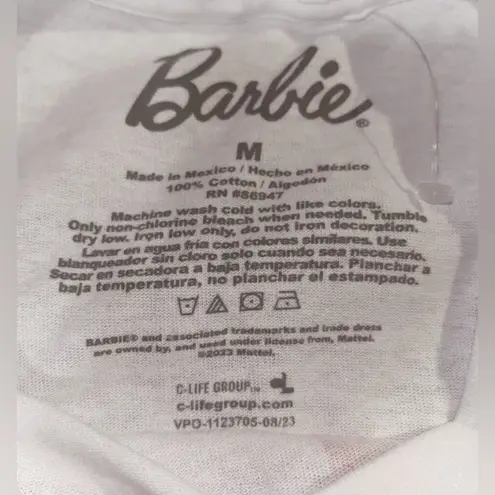 Barbie®
M
Made in Mexico / Hecho en México
100% Cotton / Algodón
RN #86947
Machine wash cold with like colors.
Only non-chlorine bleach when needed. Tumble
dry low. Iron low only, do not iron decoration.
Lavar en agua fría con colores similares. Use
blanqueador sin cloro solo cuando sea necesario.
Secar en secadora a baja temperatura. Planchar a
baja temperatura, no planchar el estampado.
BARBIE® and associated trademarks and trade dress
are owned by, and used under license from, Mattel.
©2023 Mattel.
C-LIFE GROUP
c-lifegroup.com
VPO-1123705-08/23